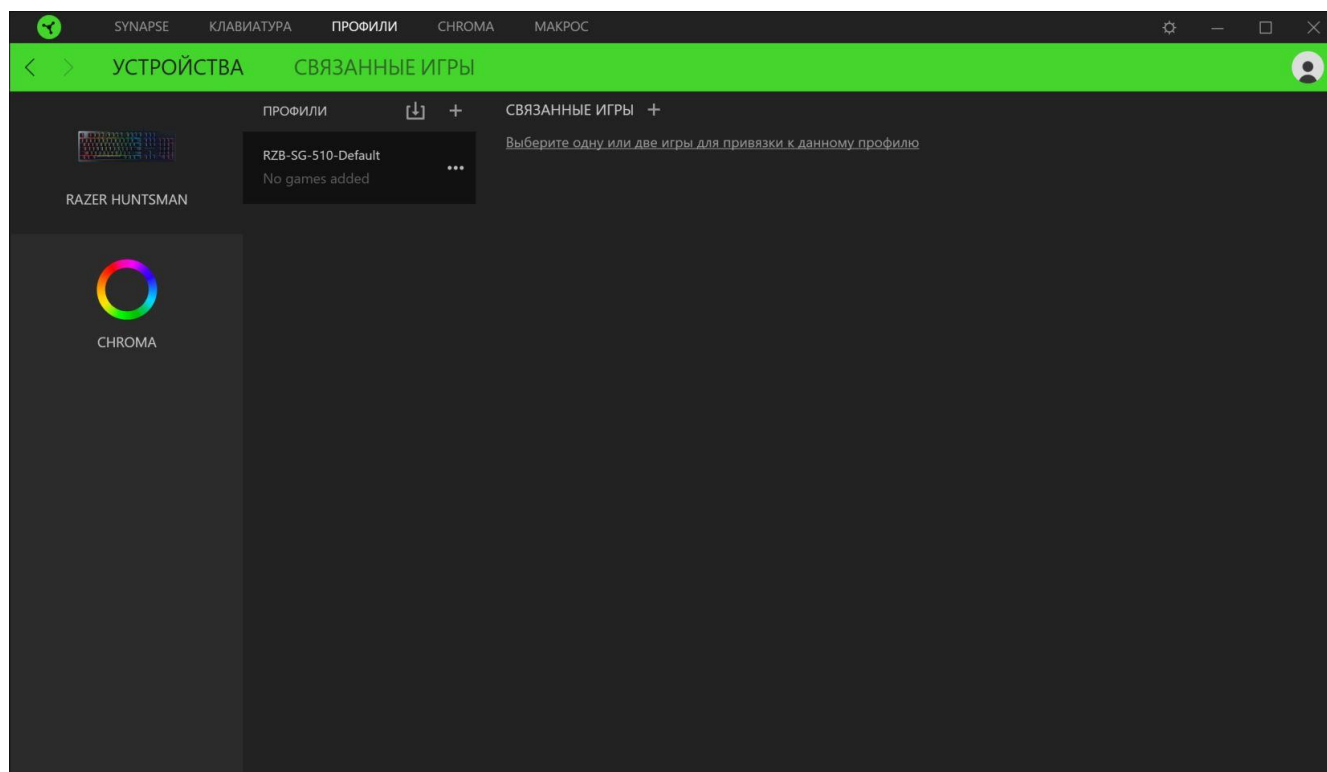 SYNAPSE КЛАВИАТУРА ПРОФИЛИ CHROMA МАКРОС
УСТРОЙСТВА СВЯЗАННЫЕ ИГРЫ
RAZER HUNTSMAN
CHROMA
ПРОФИЛИ
RZB-SG-510-Default
No games added
СВЯЗАННЫЕ ИГРЫ
Выберите одну или две игры для привязки к данному профилю